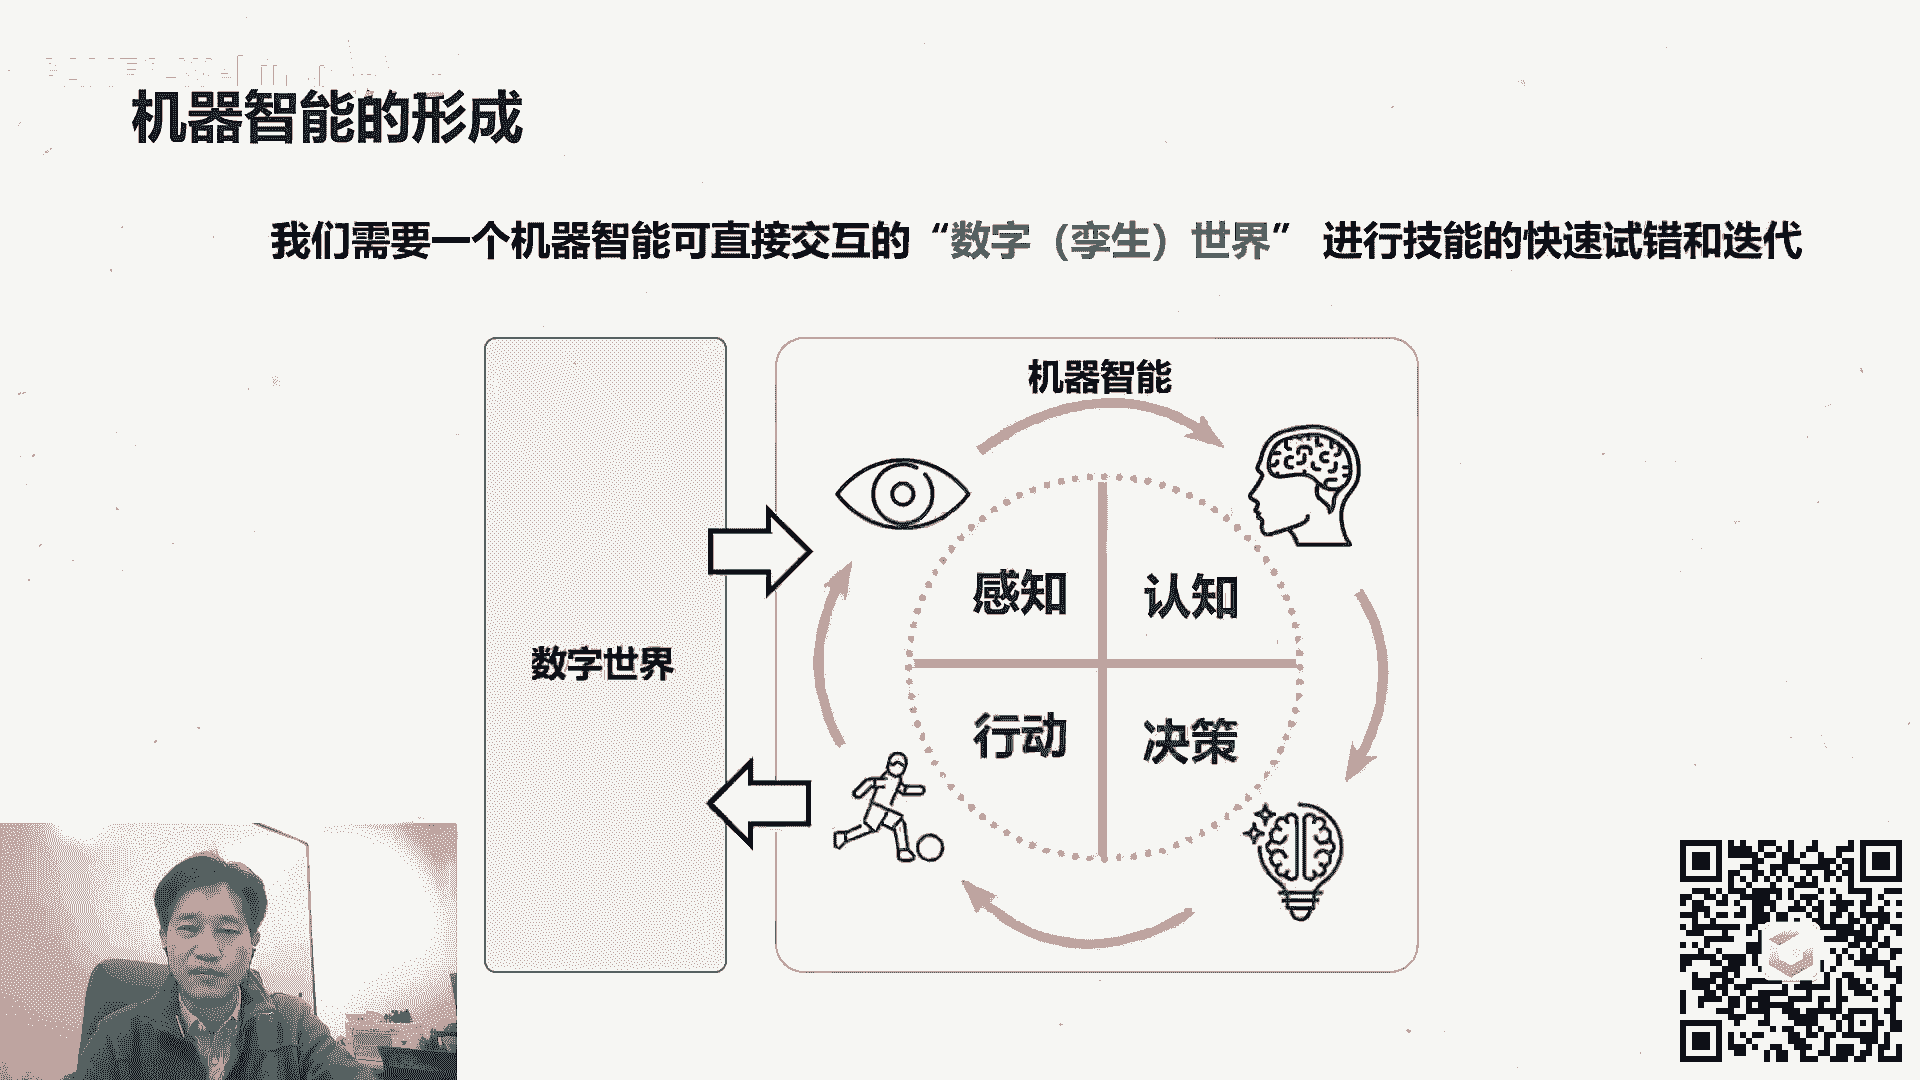 机器智能的形成
我们需要一个机器智能可直接交互的“数字（孪生）世界” 进行技能的快速试错和迭代
机器智能
感知
认知
数字世界
行动
决策